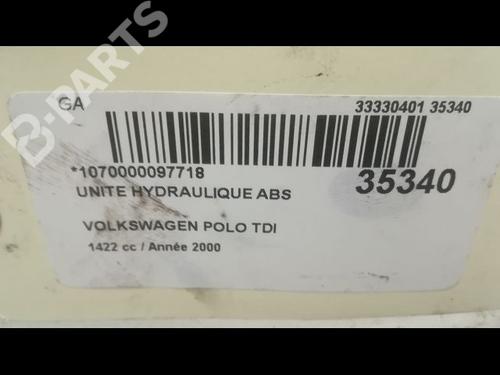 GA 33330401 35340
B-PARTS
*1070000097718 35340
UNITE HYDRAULIQUE ABS
VOLKSWAGEN POLO TDI
1422 cc / Année 2000